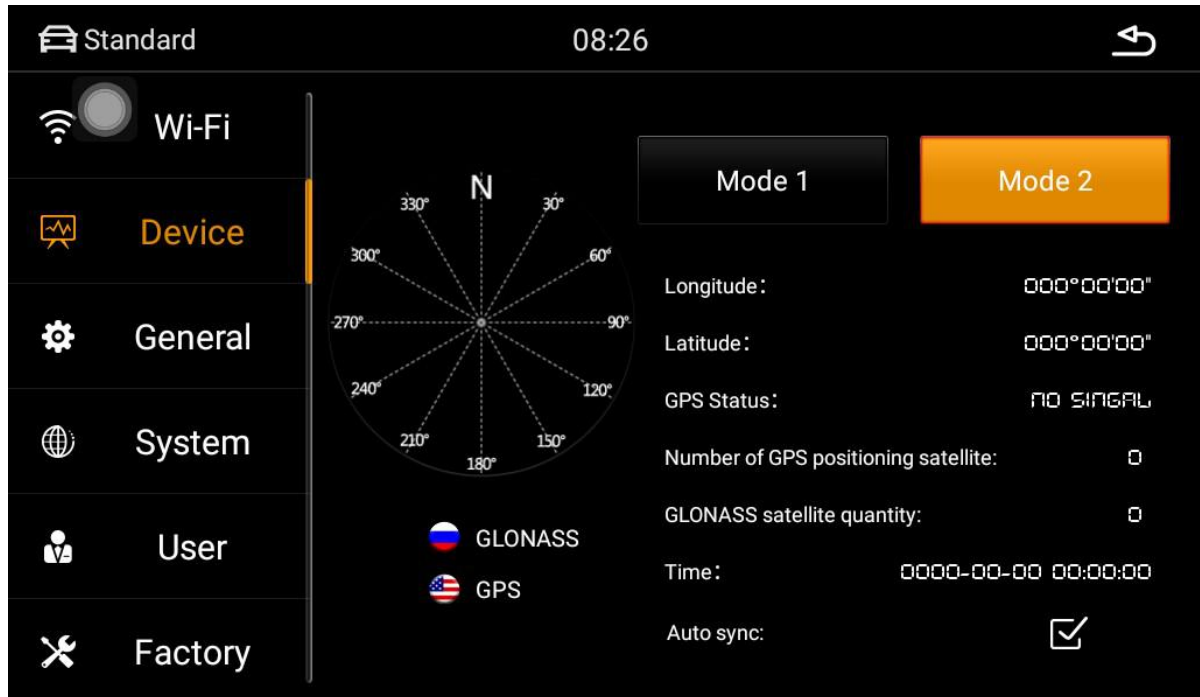 Standard
08:26
Wi-Fi
Device
General
System
User
Factory
N
30°
60°
90°
120°
150°
180°
210°
240°
270°
300°
330°
GLONASS
GPS
Mode 1
Mode 2
Longitude: 000°00'00"
Latitude: 000°00'00"
GPS Status: NO SINGAL
Number of GPS positioning satellite: 0
GLONASS satellite quantity: 0
Time: 0000-00-00 00:00:00
Auto sync: